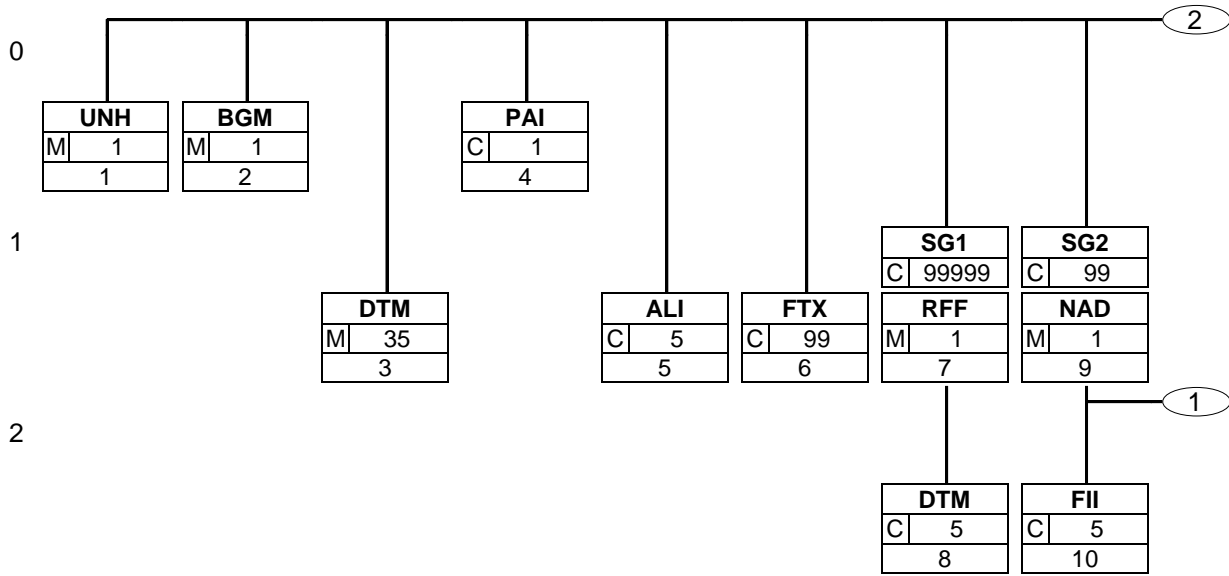 2
0
UNH BGM PAI
M 1 M 1 C 1
1 2 4
1
SG1 SG2
C 99999 C 99
DTM ALI FTX RFF NAD
M 35 C 5 C 99 M 1 M 1
3 5 6 7 9
1
2
DTM FII
C 5 C 5
8 10